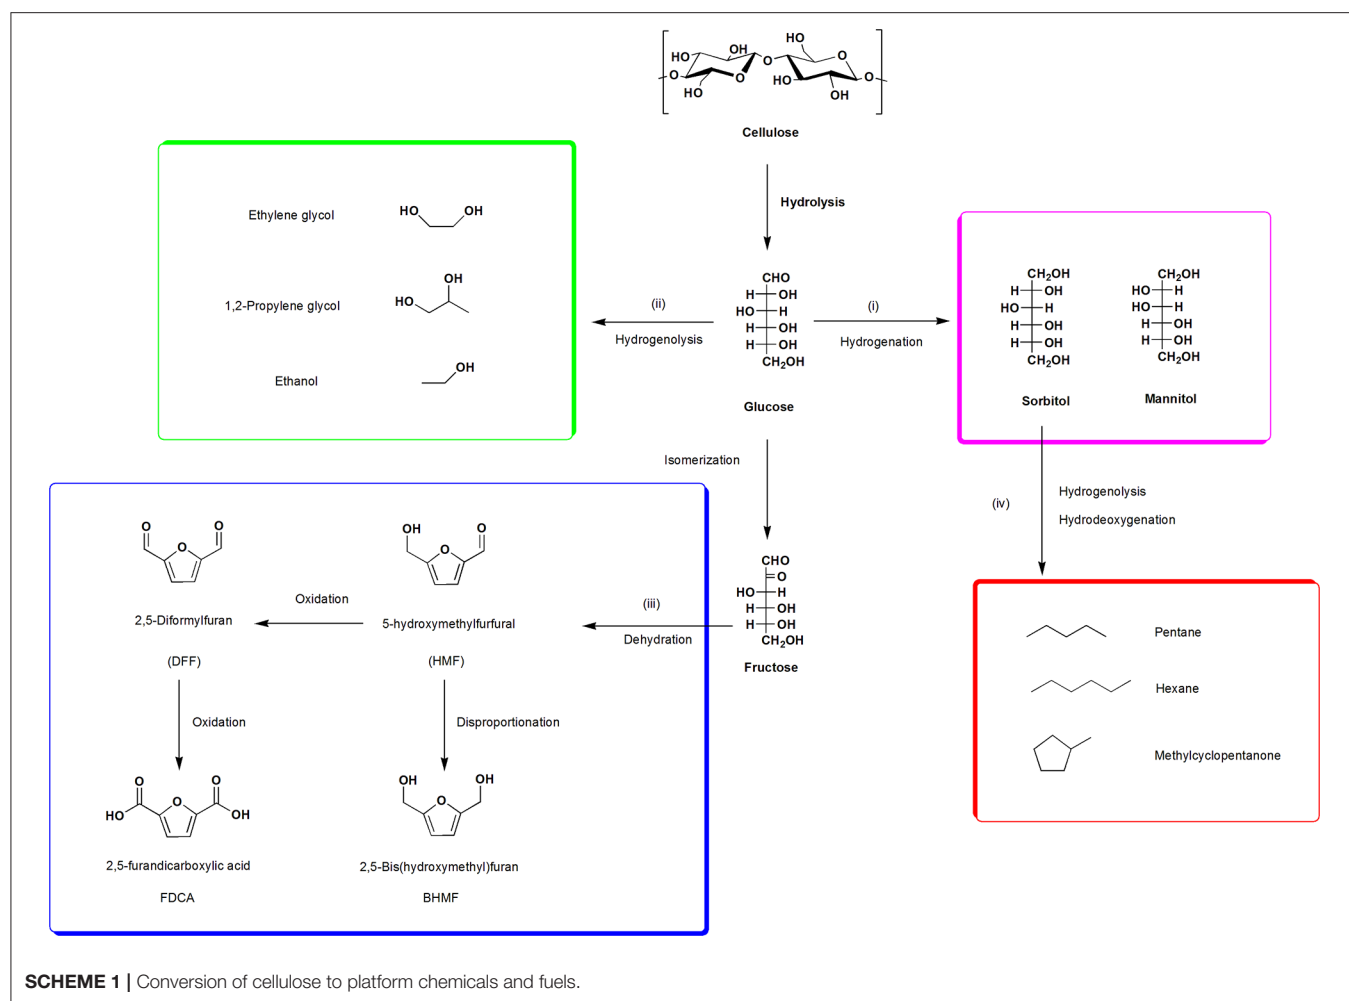 HO
OH
HO
HO
O
O
O
O
O
HO
HO
OH
Cellulose
Hydrolysis
Ethylene glycol
HO
OH
1,2-Propylene glycol
OH
HO
Ethanol
OH
(ii)
Hydrogenolysis
CHO
H
OH
HO
H
H
OH
H
OH
CH2OH
Glucose
(i)
Hydrogenation
CH2OH
H
OH
HO
H
H
OH
H
OH
CH2OH
Sorbitol
CH2OH
HO
H
HO
H
H
OH
H
OH
CH2OH
Mannitol
Isomerization
(iv)
Hydrogenolysis
Hydrodeoxygenation
CHO
O
HO
H
H
OH
H
OH
CH2OH
Fructose
(iii)
Dehydration
OH
O
O
5-hydroxymethylfurfural
(HMF)
Oxidation
O
O
O
2,5-Diformylfuran
(DFF)
Oxidation
Disproportionation
O
O
HO
O
OH
2,5-furandicarboxylic acid
FDCA
OH
OH
O
2,5-Bis(hydroxymethyl)furan
BHMF
Pentane
Hexane
Methylcyclopentanone
SCHEME 1 | Conversion of cellulose to platform chemicals and fuels.